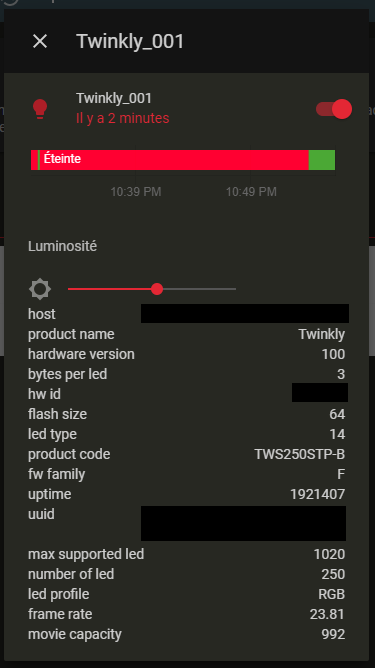 Twinkly_001
Twinkly_001
Il y a 2 minutes
Éteinte
10:39 PM 10:49 PM
Luminosité
host
product name Twinkly
hardware version 100
bytes per led 3
hw id
flash size 64
led type 14
product code TWS250STP-B
fw family F
uptime 1921407
uuid
max supported led 1020
number of led 250
led profile RGB
frame rate 23.81
movie capacity 992